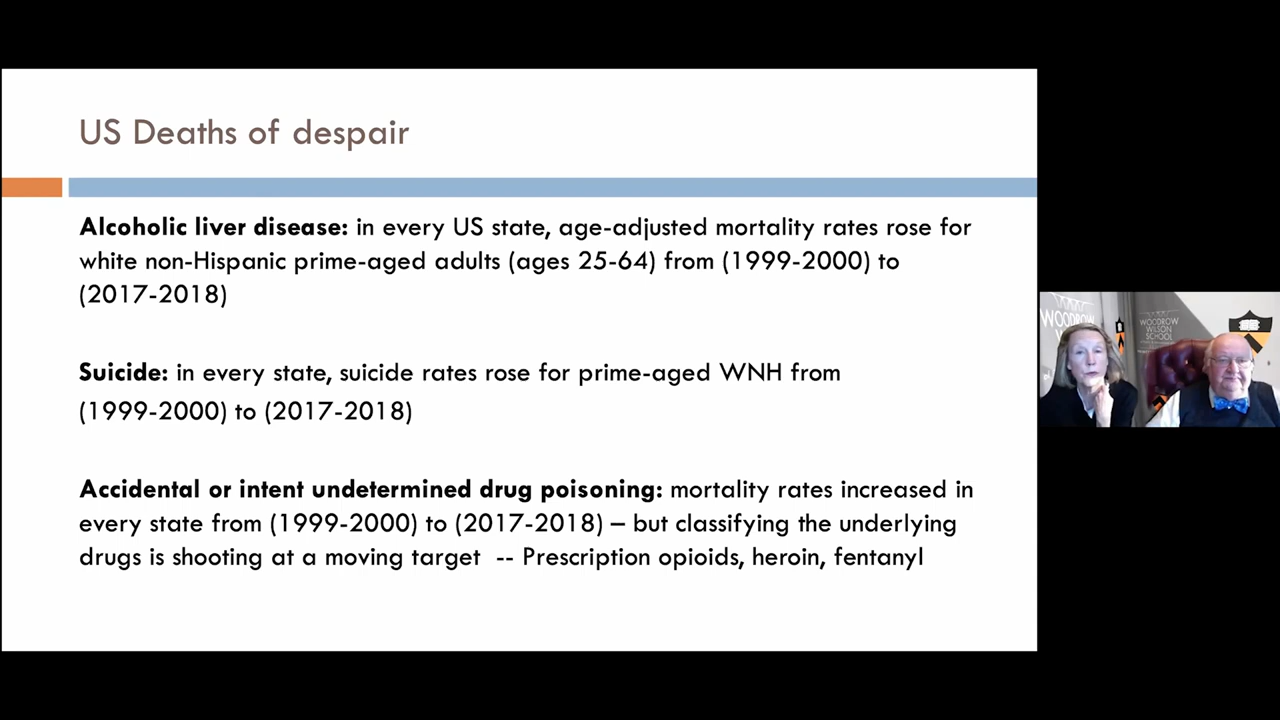 US Deaths of despair
Alcoholic liver disease: in every US state, age-adjusted mortality rates rose for
white non-Hispanic prime-aged adults (ages 25-64) from (1999-2000) to
(2017-2018)
Suicide: in every state, suicide rates rose for prime-aged WNH from
(1999-2000) to (2017-2018)
Accidental or intent undetermined drug poisoning: mortality rates increased in
every state from (1999-2000) to (2017-2018) – but classifying the underlying
drugs is shooting at a moving target -- Prescription opioids, heroin, fentanyl
WOODROW
WOODROW
WILSON
SCHOOL